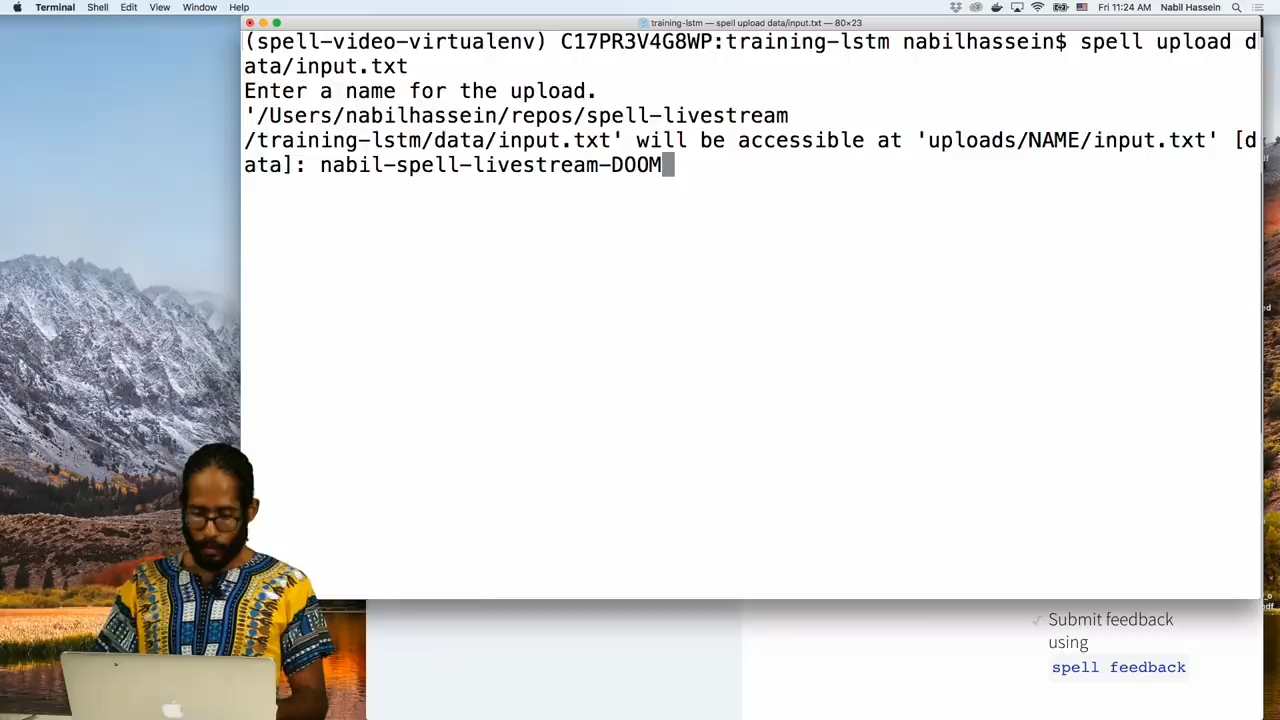 Terminal Shell Edit View Window Help Fri 11:24 AM Nabil Hassein
training-lstm — spell upload data/input.txt — 80×23
(spell-video-virtualenv) C17PR3V4G8WP:training-lstm nabilhassein$ spell upload d
ata/input.txt
Enter a name for the upload.
'/Users/nabilhassein/repos/spell-livestream
/training-lstm/data/input.txt' will be accessible at 'uploads/NAME/input.txt' [d
ata]: nabil-spell-livestream-DOOM
Submit feedback
using
spell feedback